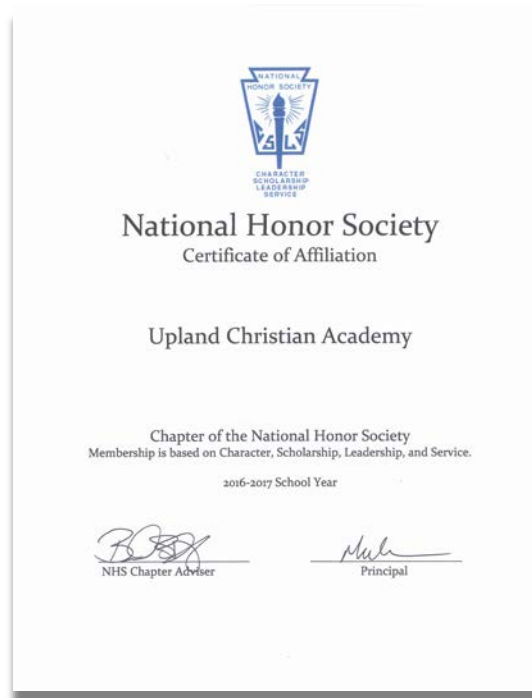 NATIONAL
HONOR SOCIETY
C S L S
CHARACTER
SCHOLARSHIP
LEADERSHIP
SERVICE
National Honor Society
Certificate of Affiliation
Upland Christian Academy
Chapter of the National Honor Society
Membership is based on Character, Scholarship, Leadership, and Service.
2016-2017 School Year
NHS Chapter Adviser
Principal